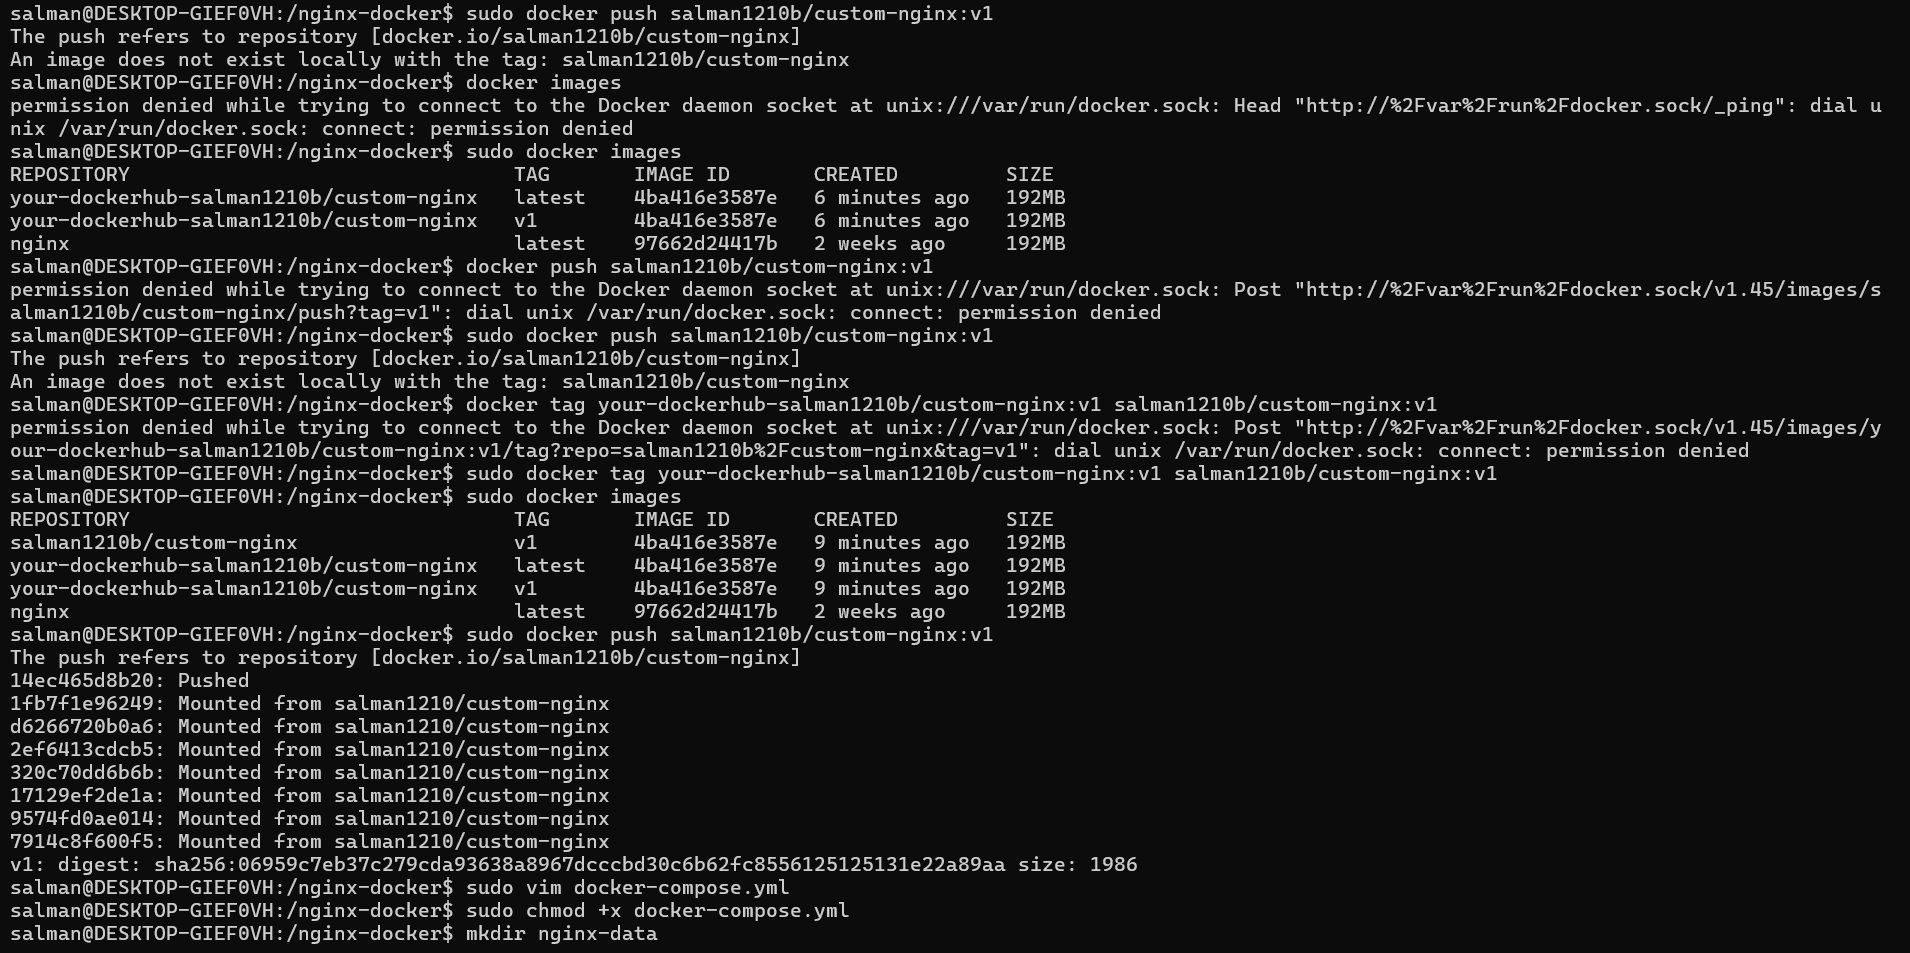 salman@DESKTOP-GIEF0VH:/nginx-docker$ sudo docker push salman1210b/custom-nginx:v1
The push refers to repository [docker.io/salman1210b/custom-nginx]
An image does not exist locally with the tag: salman1210b/custom-nginx
salman@DESKTOP-GIEF0VH:/nginx-docker$ docker images
permission denied while trying to connect to the Docker daemon socket at unix:///var/run/docker.sock: Head "http://%2Fvar%2Frun%2Fdocker.sock/_ping": dial u
nix /var/run/docker.sock: connect: permission denied
salman@DESKTOP-GIEF0VH:/nginx-docker$ sudo docker images
REPOSITORY                                TAG       IMAGE ID       CREATED         SIZE
your-dockerhub-salman1210b/custom-nginx   latest    4ba416e3587e   6 minutes ago   192MB
your-dockerhub-salman1210b/custom-nginx   v1        4ba416e3587e   6 minutes ago   192MB
nginx                                     latest    97662d24417b   2 weeks ago     192MB
salman@DESKTOP-GIEF0VH:/nginx-docker$ docker push salman1210b/custom-nginx:v1
permission denied while trying to connect to the Docker daemon socket at unix:///var/run/docker.sock: Post "http://%2Fvar%2Frun%2Fdocker.sock/v1.45/images/s
alman1210b/custom-nginx/push?tag=v1": dial unix /var/run/docker.sock: connect: permission denied
salman@DESKTOP-GIEF0VH:/nginx-docker$ sudo docker push salman1210b/custom-nginx:v1
The push refers to repository [docker.io/salman1210b/custom-nginx]
An image does not exist locally with the tag: salman1210b/custom-nginx
salman@DESKTOP-GIEF0VH:/nginx-docker$ docker tag your-dockerhub-salman1210b/custom-nginx:v1 salman1210b/custom-nginx:v1
permission denied while trying to connect to the Docker daemon socket at unix:///var/run/docker.sock: Post "http://%2Fvar%2Frun%2Fdocker.sock/v1.45/images/y
our-dockerhub-salman1210b/custom-nginx:v1/tag?repo=salman1210b%2Fcustom-nginx&tag=v1": dial unix /var/run/docker.sock: connect: permission denied
salman@DESKTOP-GIEF0VH:/nginx-docker$ sudo docker tag your-dockerhub-salman1210b/custom-nginx:v1 salman1210b/custom-nginx:v1
salman@DESKTOP-GIEF0VH:/nginx-docker$ sudo docker images
REPOSITORY                                TAG       IMAGE ID       CREATED         SIZE
salman1210b/custom-nginx                  v1        4ba416e3587e   9 minutes ago   192MB
your-dockerhub-salman1210b/custom-nginx   latest    4ba416e3587e   9 minutes ago   192MB
your-dockerhub-salman1210b/custom-nginx   v1        4ba416e3587e   9 minutes ago   192MB
nginx                                     latest    97662d24417b   2 weeks ago     192MB
salman@DESKTOP-GIEF0VH:/nginx-docker$ sudo docker push salman1210b/custom-nginx:v1
The push refers to repository [docker.io/salman1210b/custom-nginx]
14ec465d8b20: Pushed
1fb7f1e96249: Mounted from salman1210/custom-nginx
d6266720b0a6: Mounted from salman1210/custom-nginx
2ef6413cdcb5: Mounted from salman1210/custom-nginx
320c70dd6b6b: Mounted from salman1210/custom-nginx
17129ef2de1a: Mounted from salman1210/custom-nginx
9574fd0ae014: Mounted from salman1210/custom-nginx
7914c8f600f5: Mounted from salman1210/custom-nginx
v1: digest: sha256:06959c7eb37c279cda93638a8967dcccbd30c6b62fc8556125125131e22a89aa size: 1986
salman@DESKTOP-GIEF0VH:/nginx-docker$ sudo vim docker-compose.yml
salman@DESKTOP-GIEF0VH:/nginx-docker$ sudo chmod +x docker-compose.yml
salman@DESKTOP-GIEF0VH:/nginx-docker$ mkdir nginx-data